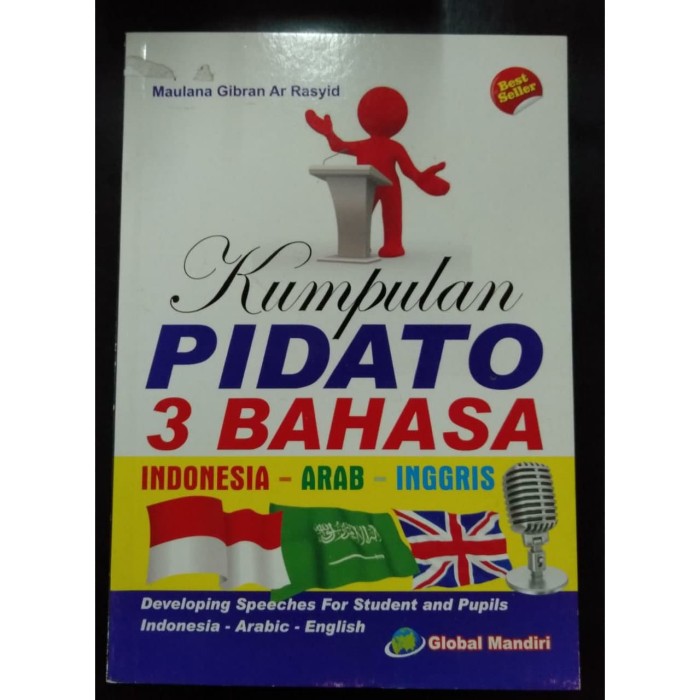 Maulana Gibran Ar Rasyid
Best
Seller
Kumpulan
PIDATO
3 BAHASA
INDONESIA - ARAB - INGGRIS
Developing Speeches For Student and Pupils
Indonesia - Arabic - English
Global Mandiri